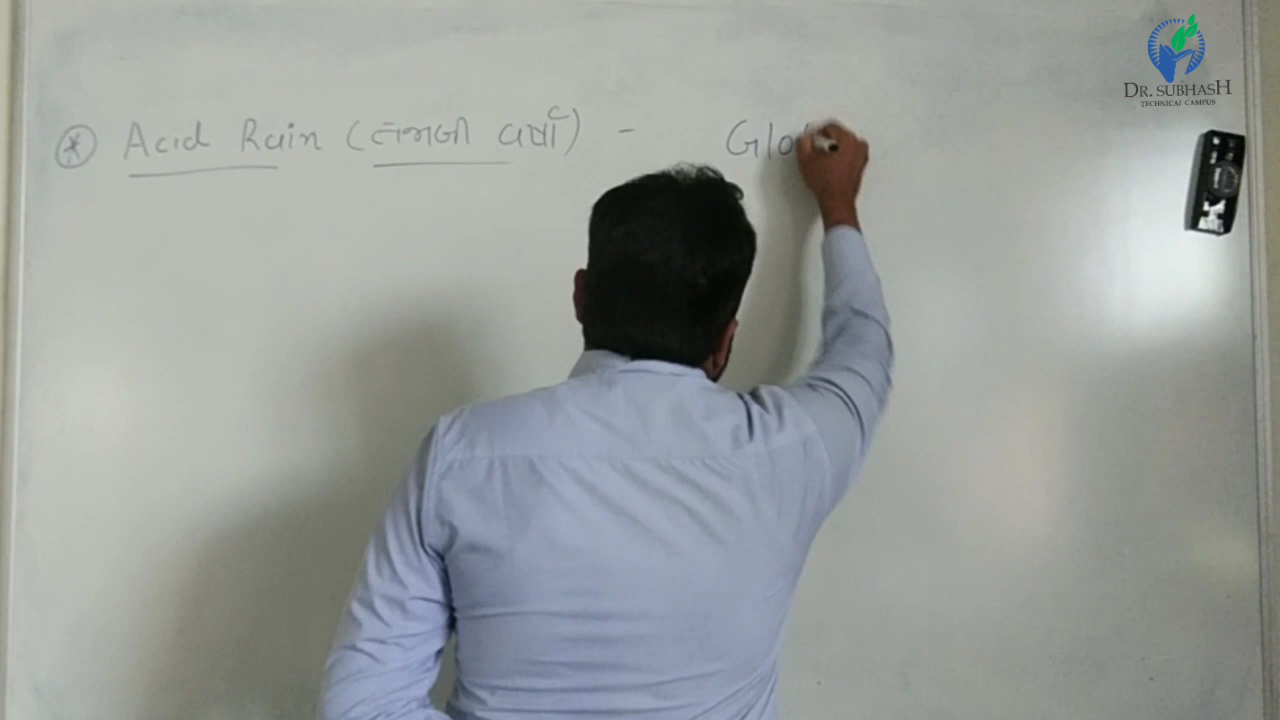 * Acid Rain (તેજાબી વર્ષા) - Glo
DR. SUBHASH
TECHNICAL CAMPUS